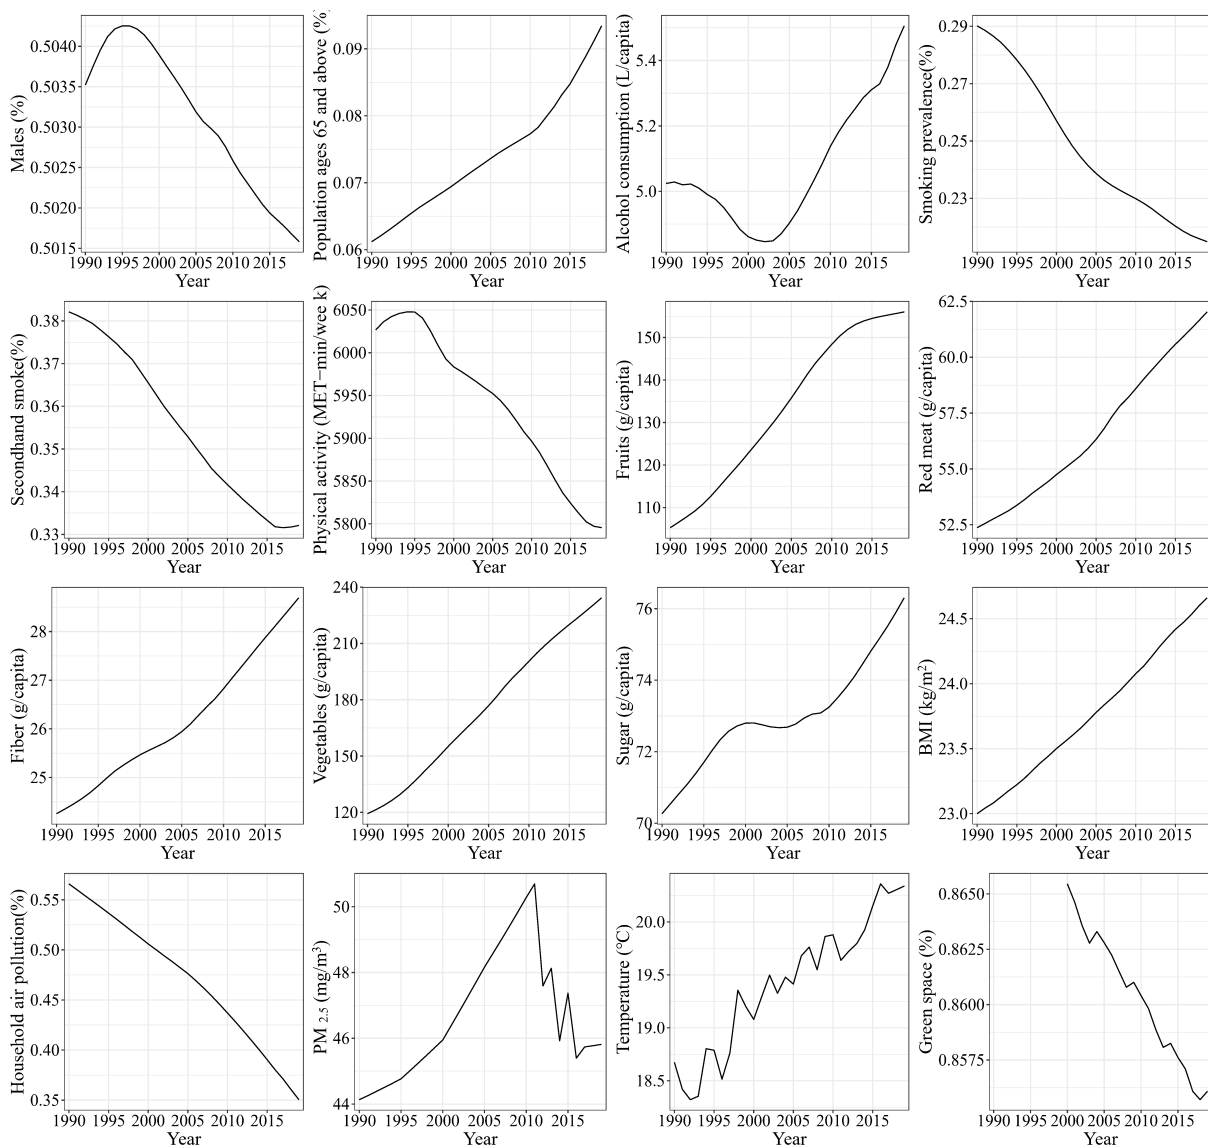 Males (%)
0.5040
0.5035
0.5030
0.5025
0.5020
0.5015
1990 1995 2000 2005 2010 2015
Year
Population ages 65 and above (%)
0.09
0.08
0.07
0.06
1990 1995 2000 2005 2010 2015
Year
Alcohol consumption (L/capita)
5.4
5.2
5.0
1990 1995 2000 2005 2010 2015
Year
Smoking prevalence(%)
0.29
0.27
0.25
0.23
1990 1995 2000 2005 2010 2015
Year
Secondhand smoke(%)
0.38
0.37
0.36
0.35
0.34
0.33
1990 1995 2000 2005 2010 2015
Year
Physical activity (MET−min/wee k)
6050
6000
5950
5900
5850
5800
1990 1995 2000 2005 2010 2015
Year
Fruits (g/capita)
150
140
130
120
110
1990 1995 2000 2005 2010 2015
Year
Red meat (g/capita)
62.5
60.0
57.5
55.0
52.5
1990 1995 2000 2005 2010 2015
Year
Fiber (g/capita)
28
27
26
25
1990 1995 2000 2005 2010 2015
Year
Vegetables (g/capita)
240
210
180
150
120
1990 1995 2000 2005 2010 2015
Year
Sugar (g/capita)
76
74
72
70
1990 1995 2000 2005 2010 2015
Year
BMI (kg/m²)
24.5
24.0
23.5
23.0
1990 1995 2000 2005 2010 2015
Year
Household air pollution(%)
0.55
0.50
0.45
0.40
0.35
1990 1995 2000 2005 2010 2015
Year
PM 2.5 (mg/m³)
50
48
46
44
1990 1995 2000 2005 2010 2015
Year
Temperature (°C)
20.0
19.5
19.0
18.5
1990 1995 2000 2005 2010 2015
Year
Green space (%)
0.8650
0.8625
0.8600
0.8575
1990 1995 2000 2005 2010 2015
Year